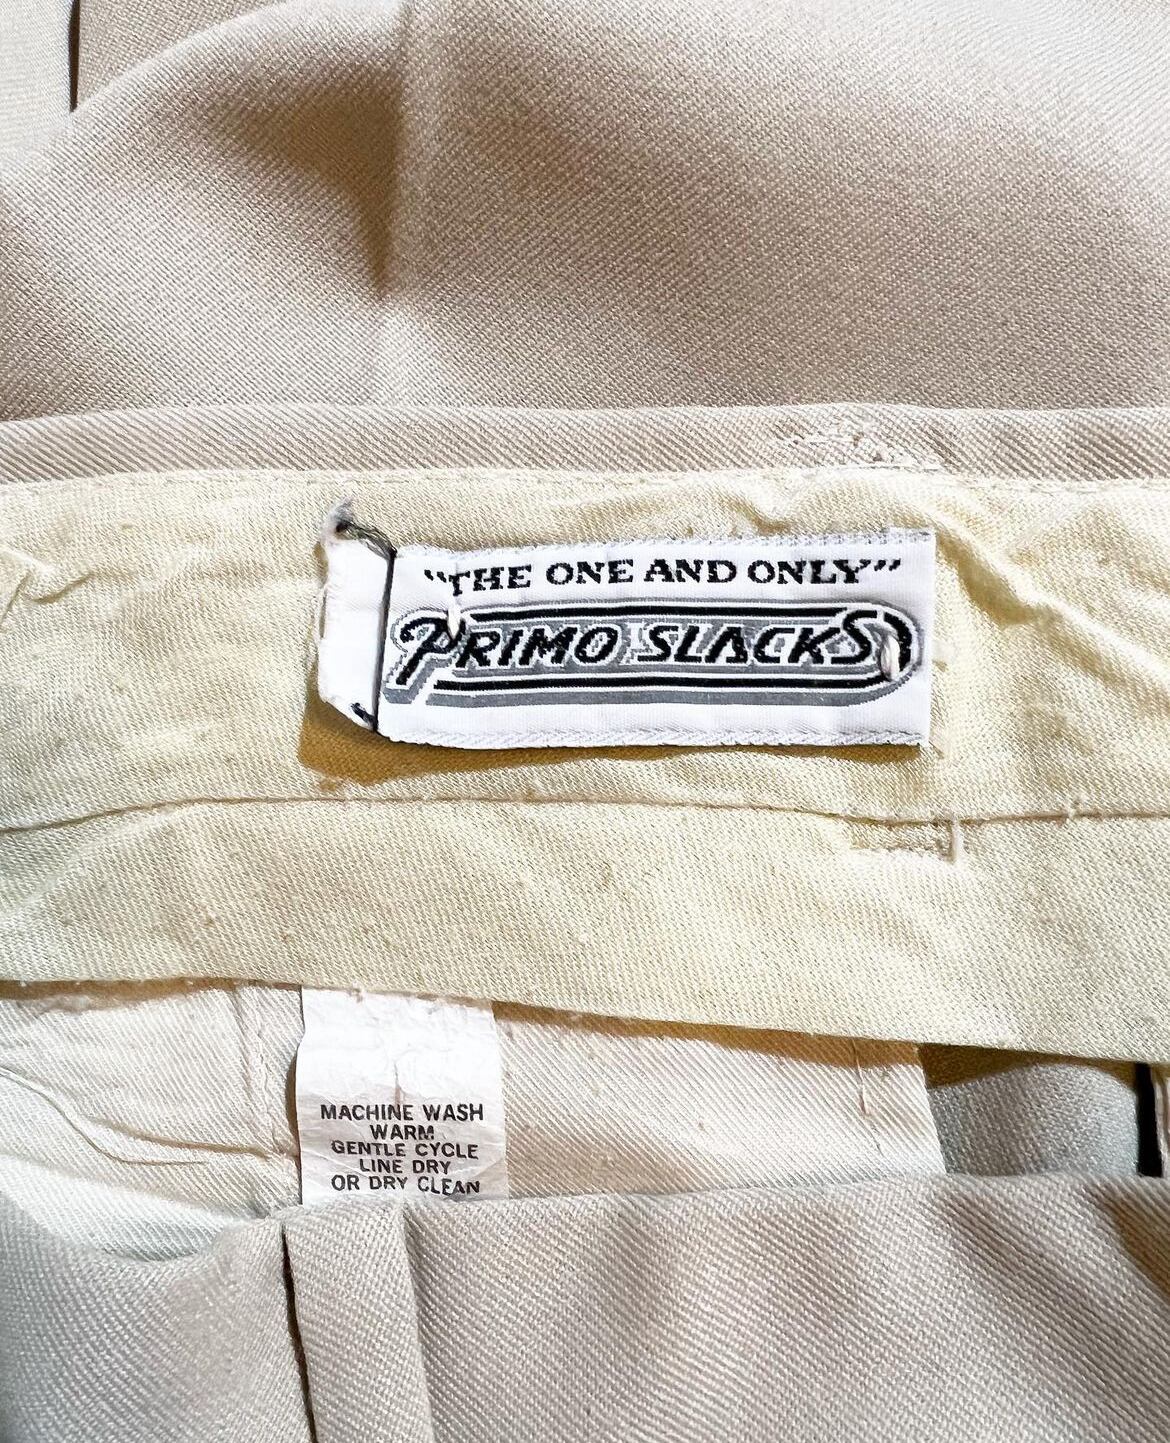 "THE ONE AND ONLY"
PRIMO SLACKS
MACHINE WASH
WARM
GENTLE CYCLE
LINE DRY
OR DRY CLEAN